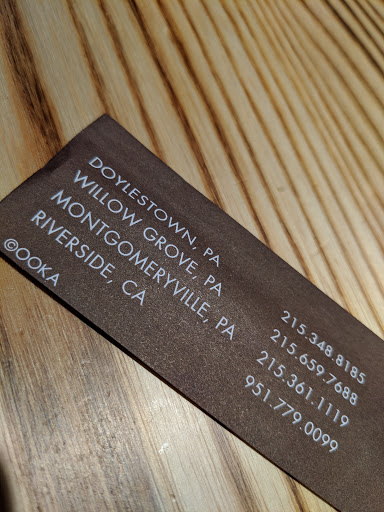 DOYLESTOWN, PA 215.348.8185
WILLOW GROVE, PA 215.659.7688
MONTGOMERYVILLE, PA 215.361.1119
RIVERSIDE, CA 951.779.0099
©OOKA